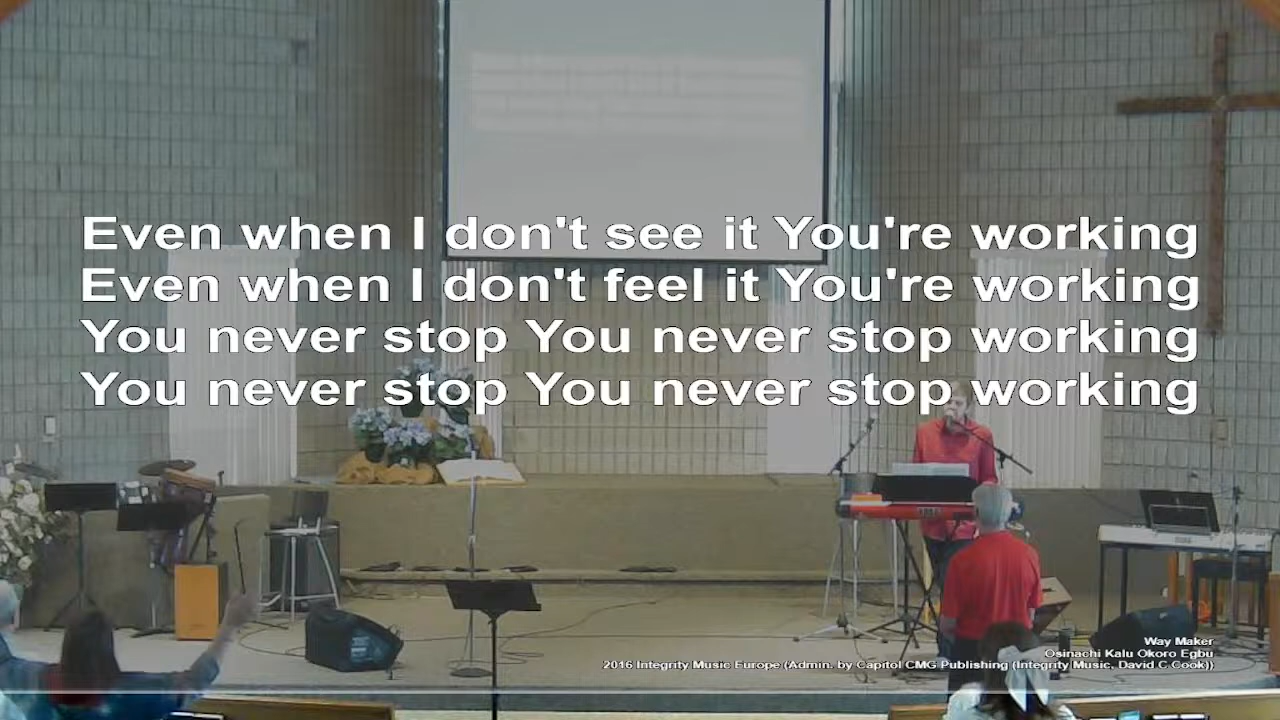 Even when I don't see it You're working
Even when I don't feel it You're working
You never stop You never stop working
You never stop You never stop working
Way Maker
Osinachi Kalu Okoro Egbu
2016 Integrity Music Europe (Admin. by Capitol CMG Publishing (Integrity Music, David C Cook))